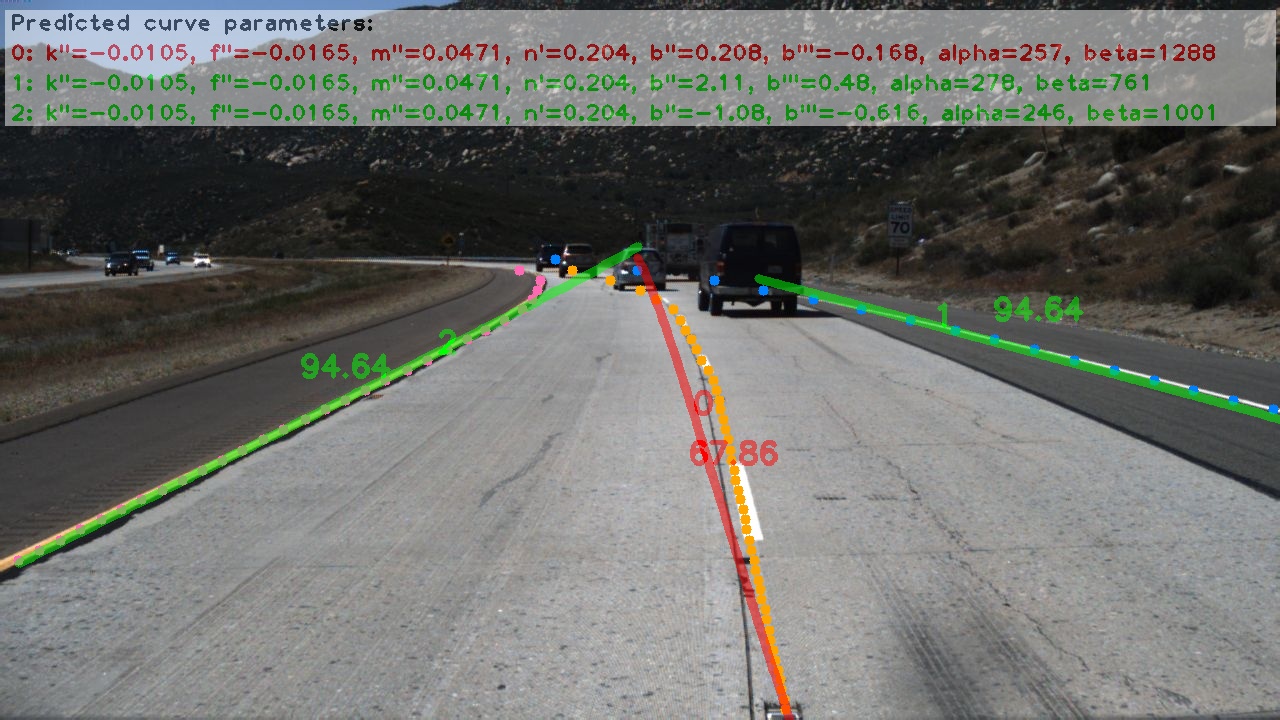 Predicted curve parameters:
0: k''=-0.0105, f''=-0.0165, m''=0.0471, n'=0.204, b''=0.208, b'''=-0.168, alpha=257, beta=1288
1: k''=-0.0105, f''=-0.0165, m''=0.0471, n'=0.204, b''=2.11, b'''=0.48, alpha=278, beta=761
2: k''=-0.0105, f''=-0.0165, m''=0.0471, n'=0.204, b''=-1.08, b'''=-0.616, alpha=246, beta=1001
SPEED
LIMIT
70
1 94.64
2
94.64
0
67.86